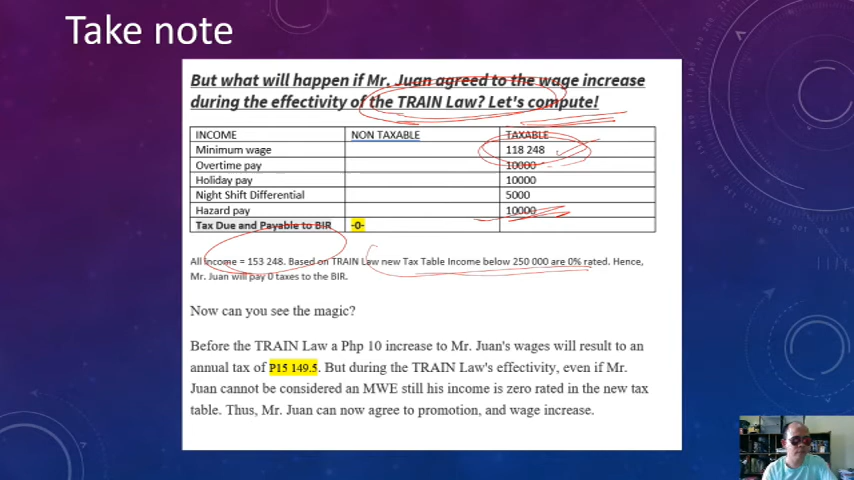 Take note
But what will happen if Mr. Juan agreed to the wage increase
during the effectivity of the TRAIN Law? Let's compute!
INCOME NON TAXABLE TAXABLE
Minimum wage 118 248
Overtime pay 10000
Holiday pay 10000
Night Shift Differential 5000
Hazard pay 10000
Tax Due and Payable to BIR -0-
All income = 153 248. Based on TRAIN Law new Tax Table Income below 250 000 are 0% rated. Hence,
Mr. Juan will pay 0 taxes to the BIR.
Now can you see the magic?
Before the TRAIN Law a Php 10 increase to Mr. Juan's wages will result to an
annual tax of P15 149.5. But during the TRAIN Law's effectivity, even if Mr.
Juan cannot be considered an MWE still his income is zero rated in the new tax
table. Thus, Mr. Juan can now agree to promotion, and wage increase.